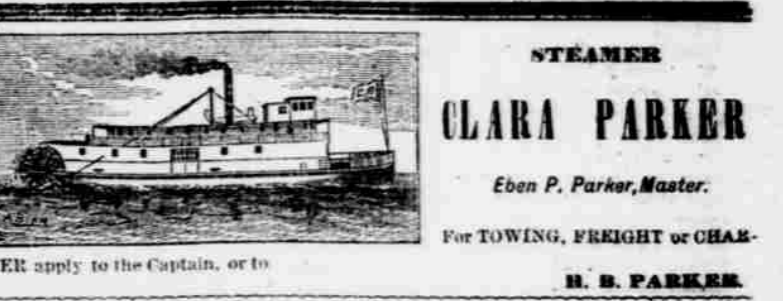 STEAMER
CLARA PARKER
Eben P. Parker, Master.
For TOWING, FREIGHT or CHAR-
ER apply to the Captain, or to
H. B. PARKER.